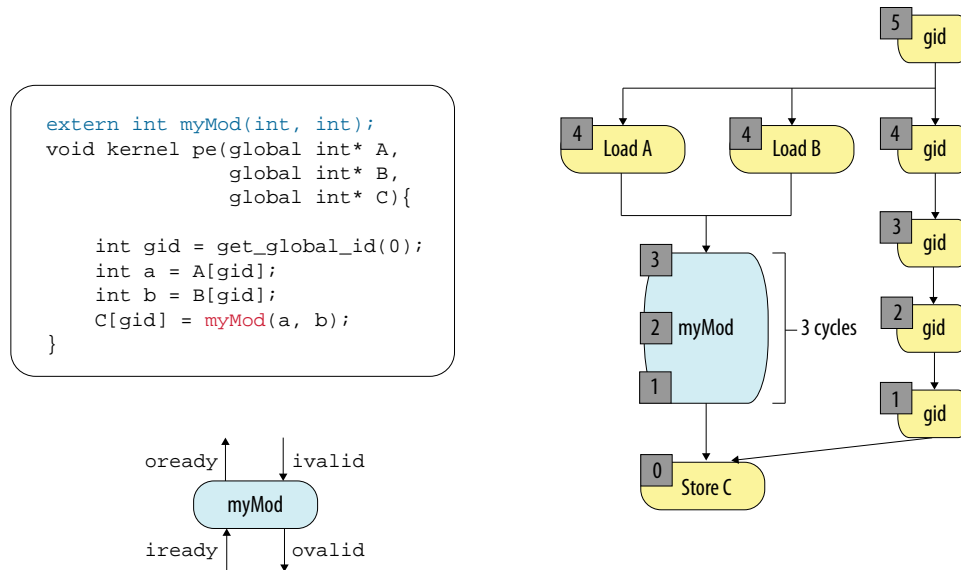 extern int myMod(int, int);
void kernel pe(global int* A,
global int* B,
global int* C){
int gid = get_global_id(0);
int a = A[gid];
int b = B[gid];
C[gid] = myMod(a, b);
}
oready
ivalid
myMod
iready
ovalid
5
gid
4
Load A
4
Load B
4
gid
3
gid
3
2
myMod
1
3 cycles
2
gid
1
gid
0
Store C